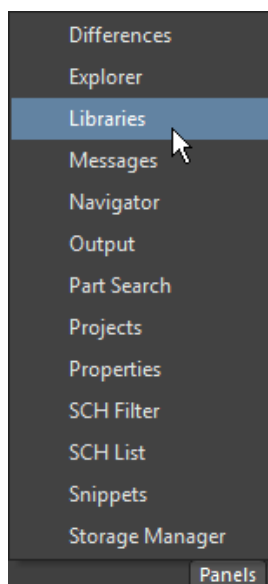 Differences
Explorer
Libraries
Messages
Navigator
Output
Part Search
Projects
Properties
SCH Filter
SCH List
Snippets
Storage Manager
Panels